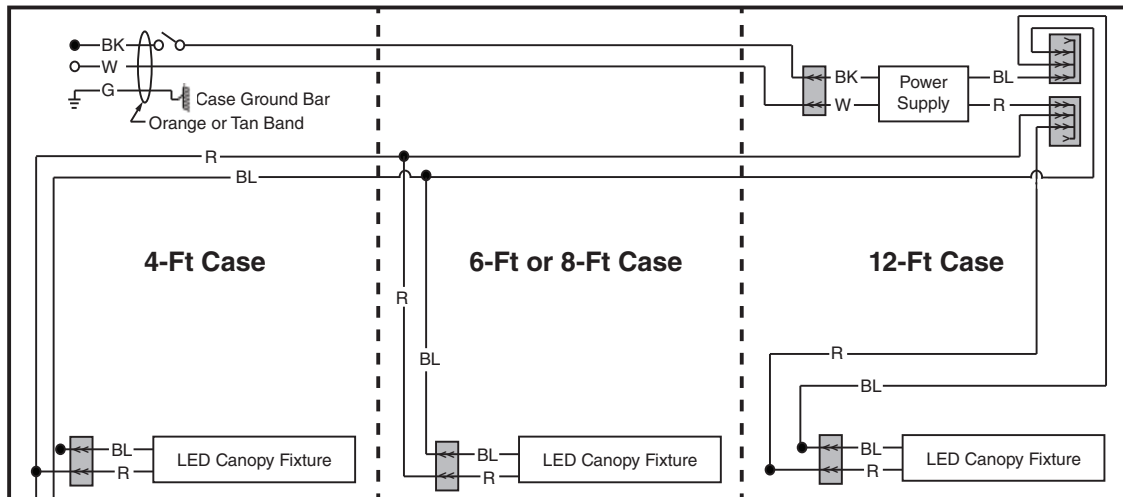 BK
W
G
Case Ground Bar
Orange or Tan Band
BK
W
Power
Supply
BL
R
R
BL
4-Ft Case
6-Ft or 8-Ft Case
12-Ft Case
R
BL
R
BL
BL
R
LED Canopy Fixture
BL
R
LED Canopy Fixture
BL
R
LED Canopy Fixture